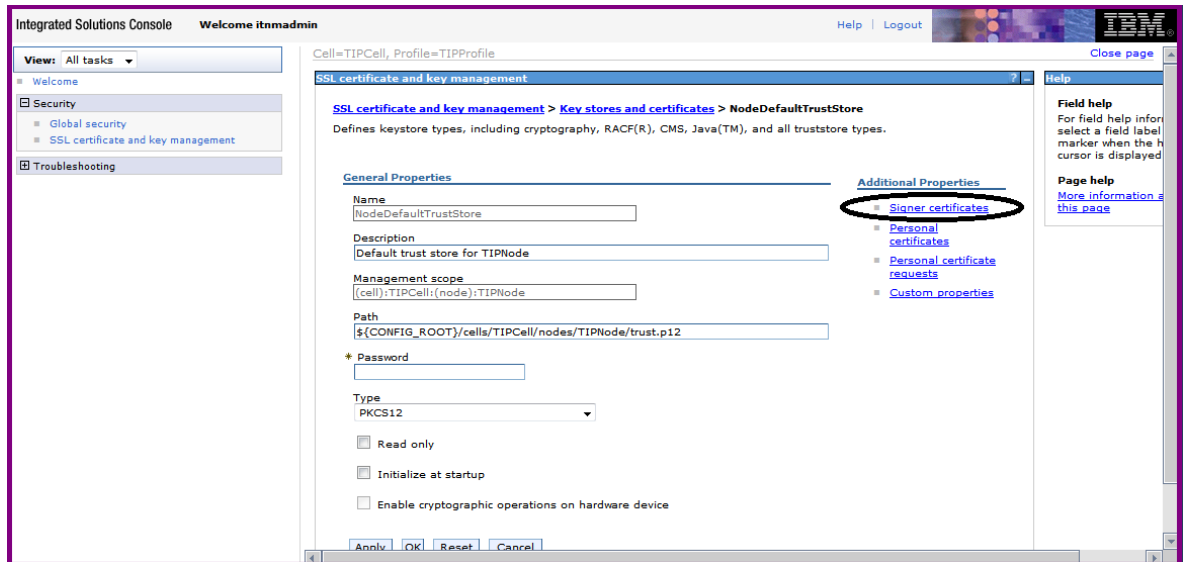 Integrated Solutions Console Welcome itnmadmin Help Logout IBM
View: All tasks
Welcome
Security
Global security
SSL certificate and key management
Troubleshooting
Cell=TIPCell, Profile=TIPProfile
Close page
SSL certificate and key management ? -
SSL certificate and key management > Key stores and certificates > NodeDefaultTrustStore
Defines keystore types, including cryptography, RACF(R), CMS, Java(TM), and all truststore types.
General Properties
Name
NodeDefaultTrustStore
Description
Default trust store for TIPNode
Management scope
(cell):TIPCell:(node):TIPNode
Path
${CONFIG_ROOT}/cells/TIPCell/nodes/TIPNode/trust.p12
* Password
Type
PKCS12
Read only
Initialize at startup
Enable cryptographic operations on hardware device
Apply OK Reset Cancel
Additional Properties
Signer certificates
Personal
certificates
Personal certificate
requests
Custom properties
Help
Field help
For field help infor
select a field label
marker when the h
cursor is displayed
Page help
More information a
this page